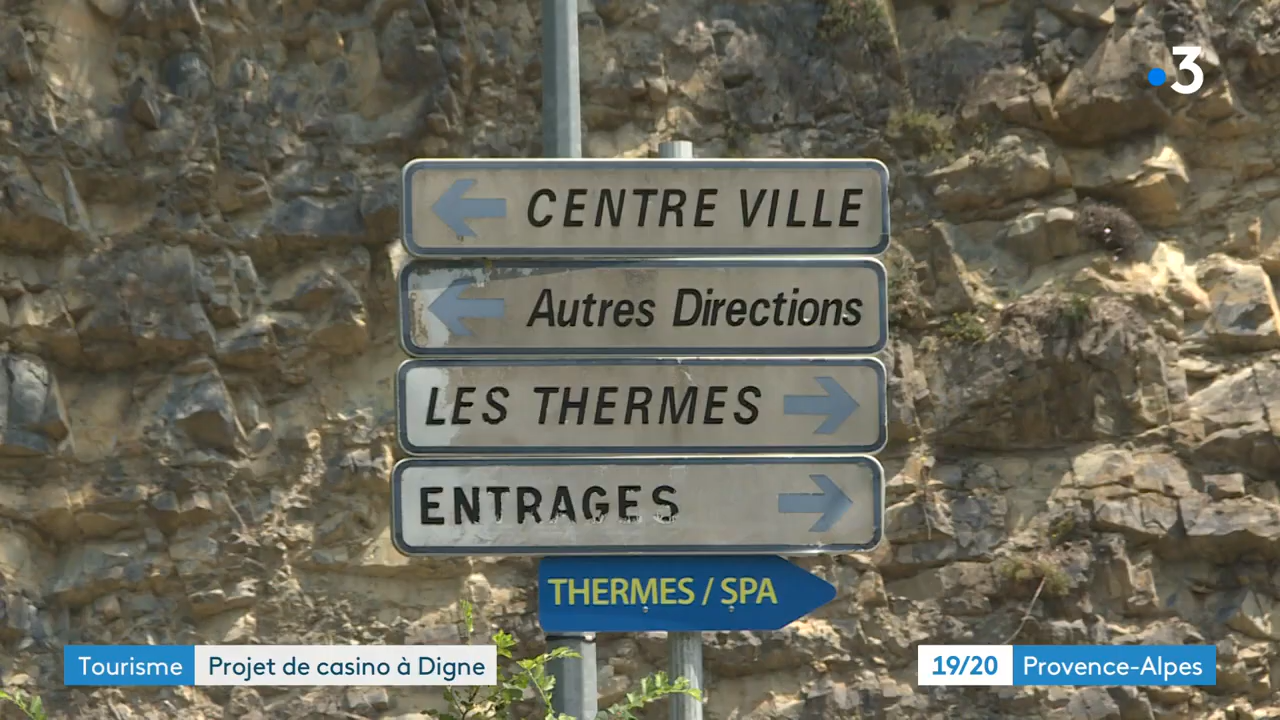 3
CENTRE VILLE
Autres Directions
LES THERMES
ENTRAGES
THERMES / SPA
Tourisme Projet de casino à Digne
19/20 Provence-Alpes